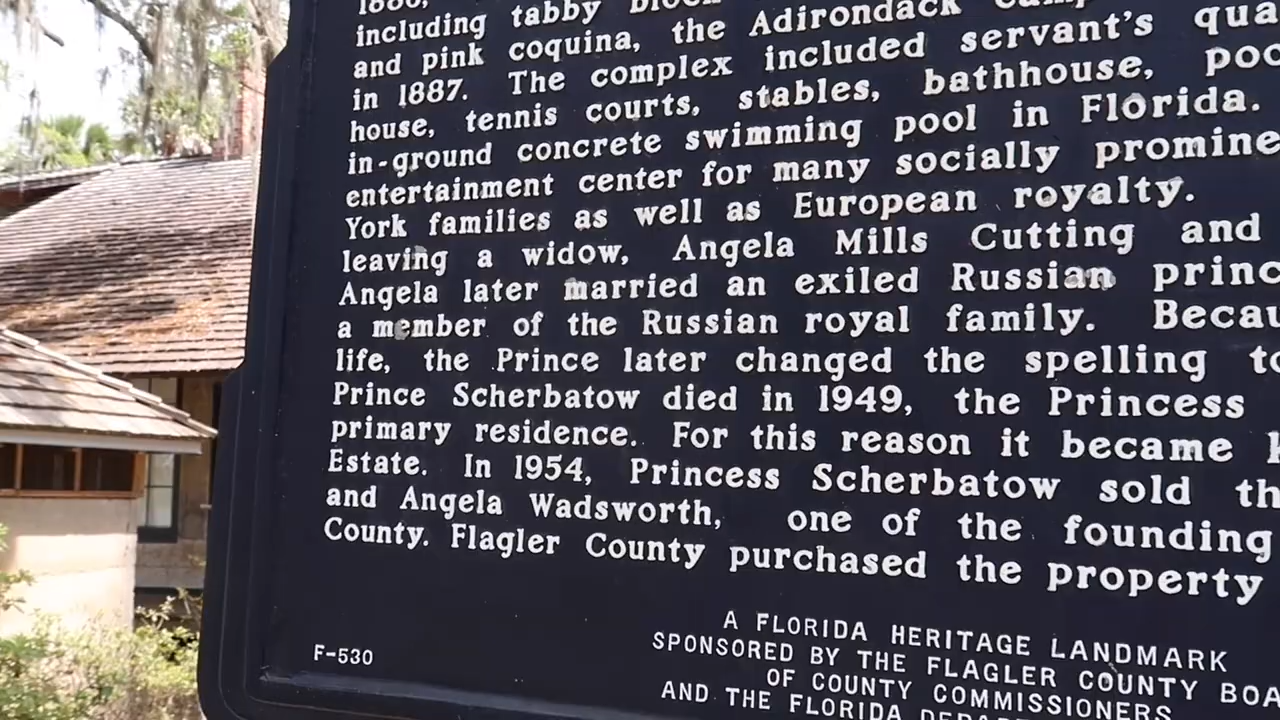 including tabby block
and pink coquina, the Adirondack Camp
in 1887. The complex included servant's qua
house, tennis courts, stables, bathhouse, poo
in-ground concrete swimming pool in Florida.
entertainment center for many socially promine
York families as well as European royalty.
leaving a widow, Angela Mills Cutting and
Angela later married an exiled Russian princ
a member of the Russian royal family. Becau
life, the Prince later changed the spelling to
Prince Scherbatow died in 1949, the Princess
primary residence. For this reason it became
Estate. In 1954, Princess Scherbatow sold th
and Angela Wadsworth, one of the founding
County. Flagler County purchased the property
A FLORIDA HERITAGE LANDMARK
SPONSORED BY THE FLAGLER COUNTY BOA
OF COUNTY COMMISSIONERS
AND THE FLORIDA DEPAR
F-530